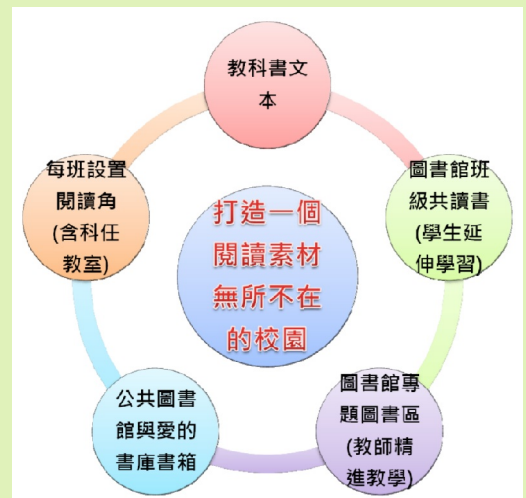 教科書文
本
圖書館班
級共讀書
(學生延
伸學習)
圖書館專
題圖書區
(教師精
進教學)
公共圖書
館與愛的
書庫書箱
每班設置
閱讀角
(含科任
教室)
打造一個
閱讀素材
無所不在
的校園